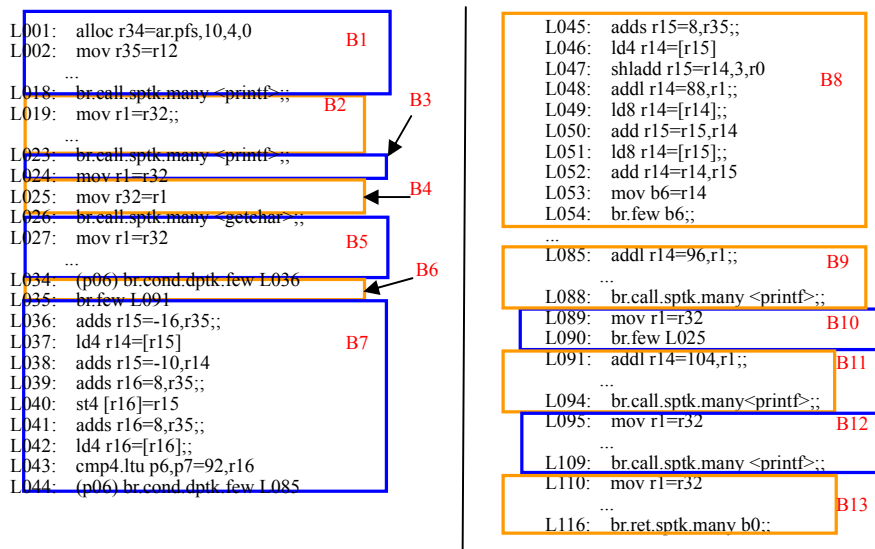 L001: alloc r34=ar.pfs,10,4,0
B1
L002: mov r35=r12
...
L018: br.call.sptk.many <printf>;;
B2
B3
L019: mov r1=r32;;
...
L023: br.call.sptk.many <printf>;;
L024: mov r1=r32
L025: mov r32=r1
B4
L026: br.call.sptk.many <getchar>;;
L027: mov r1=r32
B5
...
B6
L034: (p06) br.cond.dptk.few L036
L035: br.few L091
L036: adds r15=-16,r35;;
L037: ld4 r14=[r15]
B7
L038: adds r15=-10,r14
L039: adds r16=8,r35;;
L040: st4 [r16]=r15
L041: adds r16=8,r35;;
L042: ld4 r16=[r16];;
L043: cmp4.ltu p6,p7=92,r16
L044: (p06) br.cond.dptk.few L085
L045: adds r15=8,r35;;
L046: ld4 r14=[r15]
L047: shladd r15=r14,3,r0
B8
L048: addl r14=88,r1;;
L049: ld8 r14=[r14];;
L050: add r15=r15,r14
L051: ld8 r14=[r15];;
L052: add r14=r14,r15
L053: mov b6=r14
L054: br.few b6;;
...
L085: addl r14=96,r1;;
B9
...
L088: br.call.sptk.many <printf>;;
L089: mov r1=r32
B10
L090: br.few L025
L091: addl r14=104,r1;;
B11
...
L094: br.call.sptk.many<printf>;;
L095: mov r1=r32
B12
...
L109: br.call.sptk.many <printf>;;
L110: mov r1=r32
B13
...
L116: br.ret.sptk.many b0;;